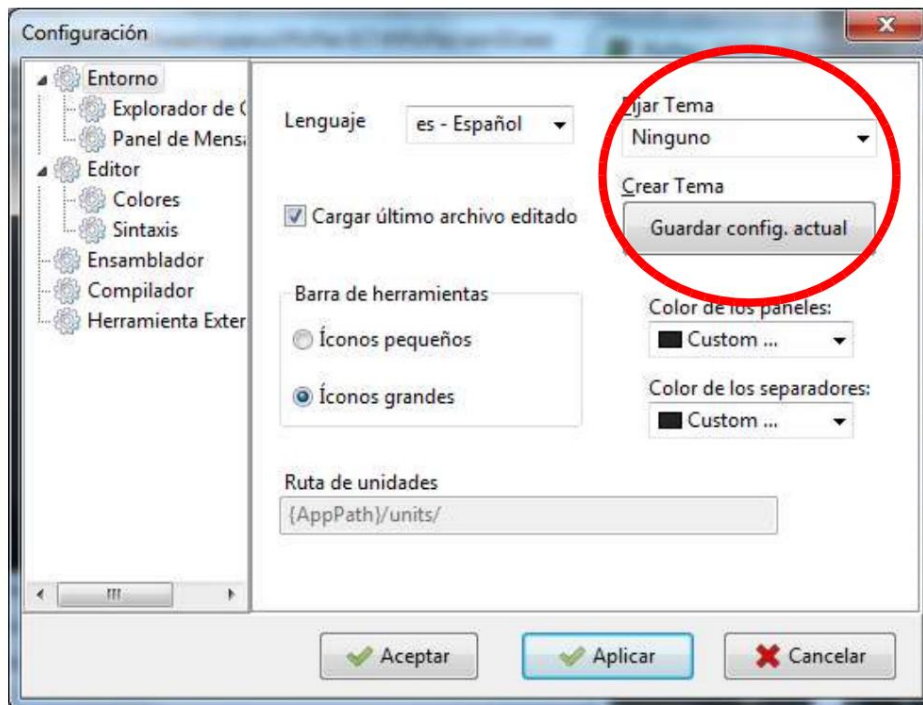 Configuración
Entorno
Explorador de C
Panel de Mensa
Editor
Colores
Sintaxis
Ensamblador
Compilador
Herramienta Exter
Lenguaje
es - Español
Fijar Tema
Ninguno
Crear Tema
Guardar config. actual
Cargar último archivo editado
Barra de herramientas
Íconos pequeños
Íconos grandes
Color de los paneles:
Custom ...
Color de los separadores:
Custom ...
Ruta de unidades
{AppPath}/units/
Aceptar
Aplicar
Cancelar